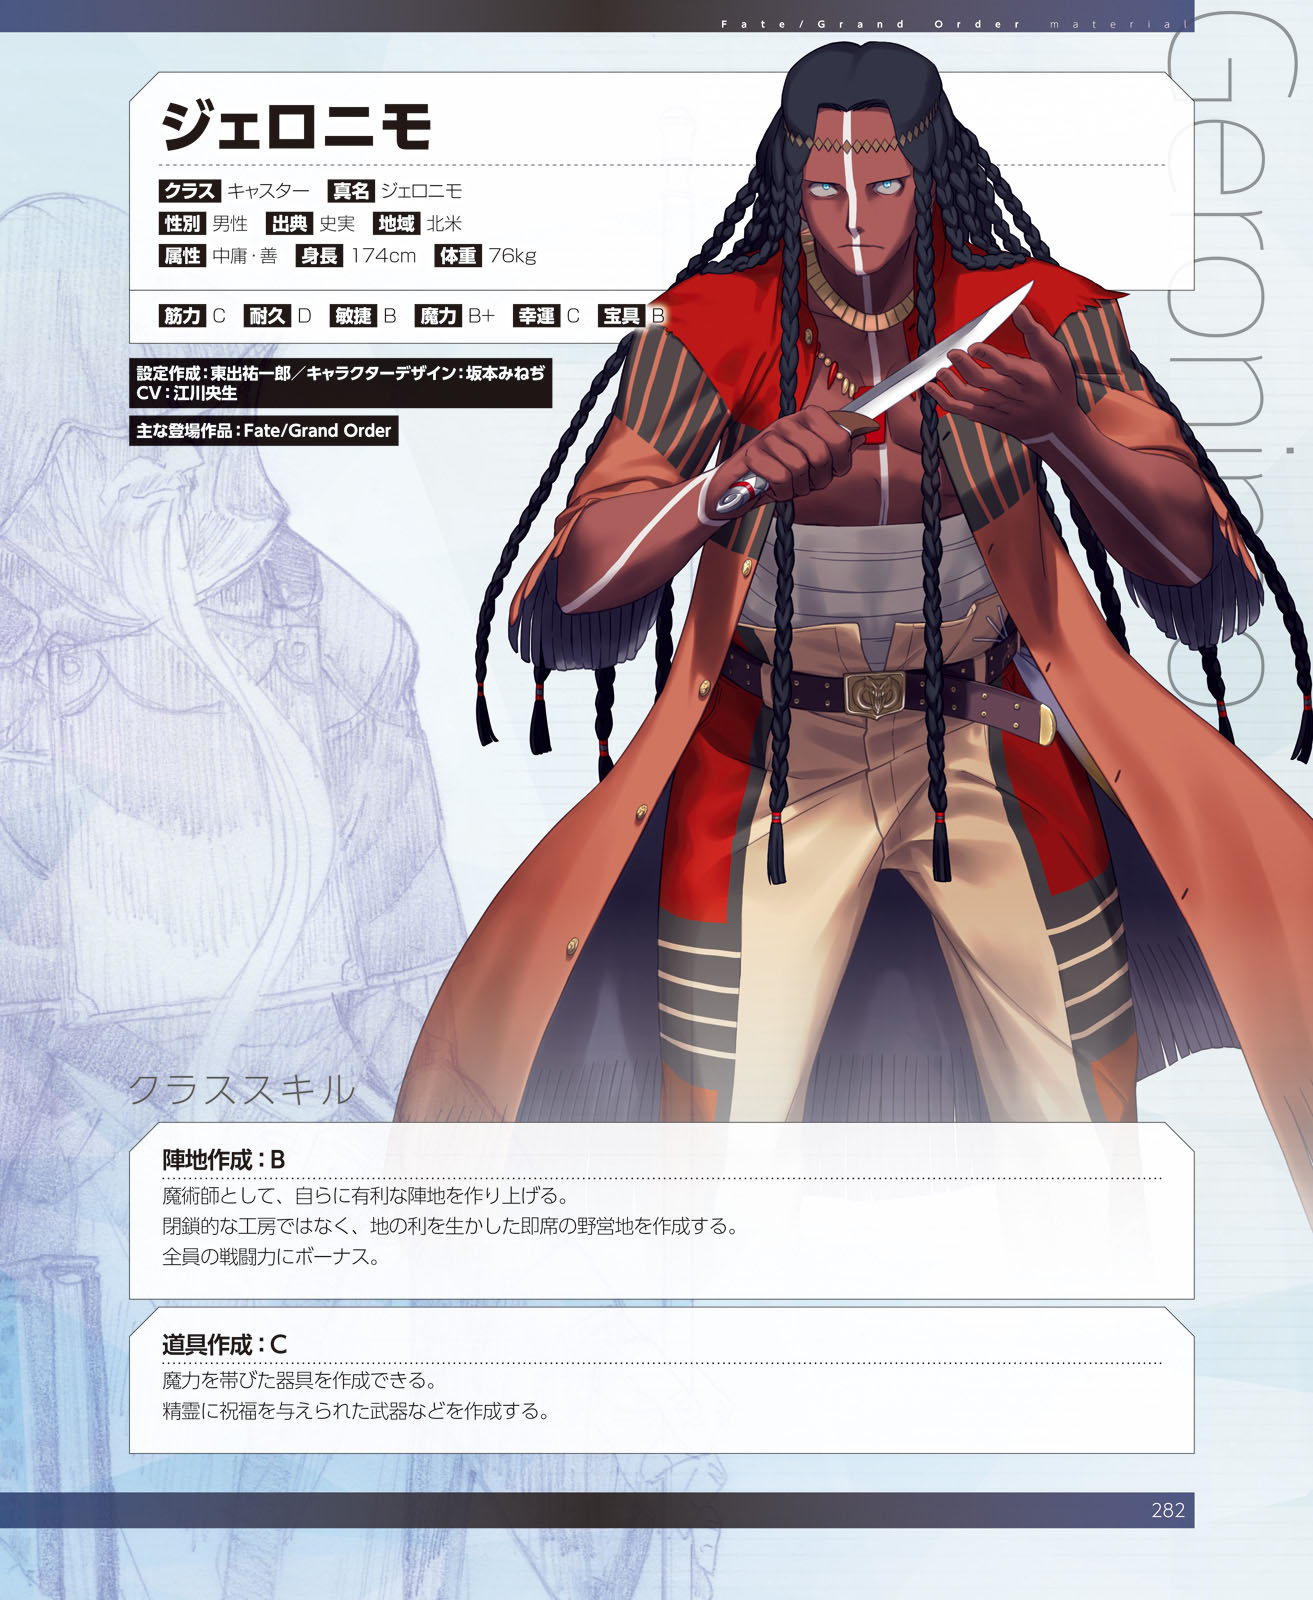 Fate/Grand Order material
Geronimo
ジェロニモ
クラス キャスター 真名 ジェロニモ
性別 男性 出典 史実 地域 北米
属性 中庸・善 身長 174cm 体重 76kg
筋力 C 耐久 D 敏捷 B 魔力 B+ 幸運 C 宝具 B
設定作成：東出祐一郎／キャラクターデザイン：坂本みねぢ
CV：江川央生
主な登場作品：Fate/Grand Order
クラススキル
陣地作成：B
魔術師として、自らに有利な陣地を作り上げる。
閉鎖的な工房ではなく、地の利を生かした即席の野営地を作成する。
全員の戦闘力にボーナス。
道具作成：C
魔力を帯びた器具を作成できる。
精霊に祝福を与えられた武器などを作成する。
282